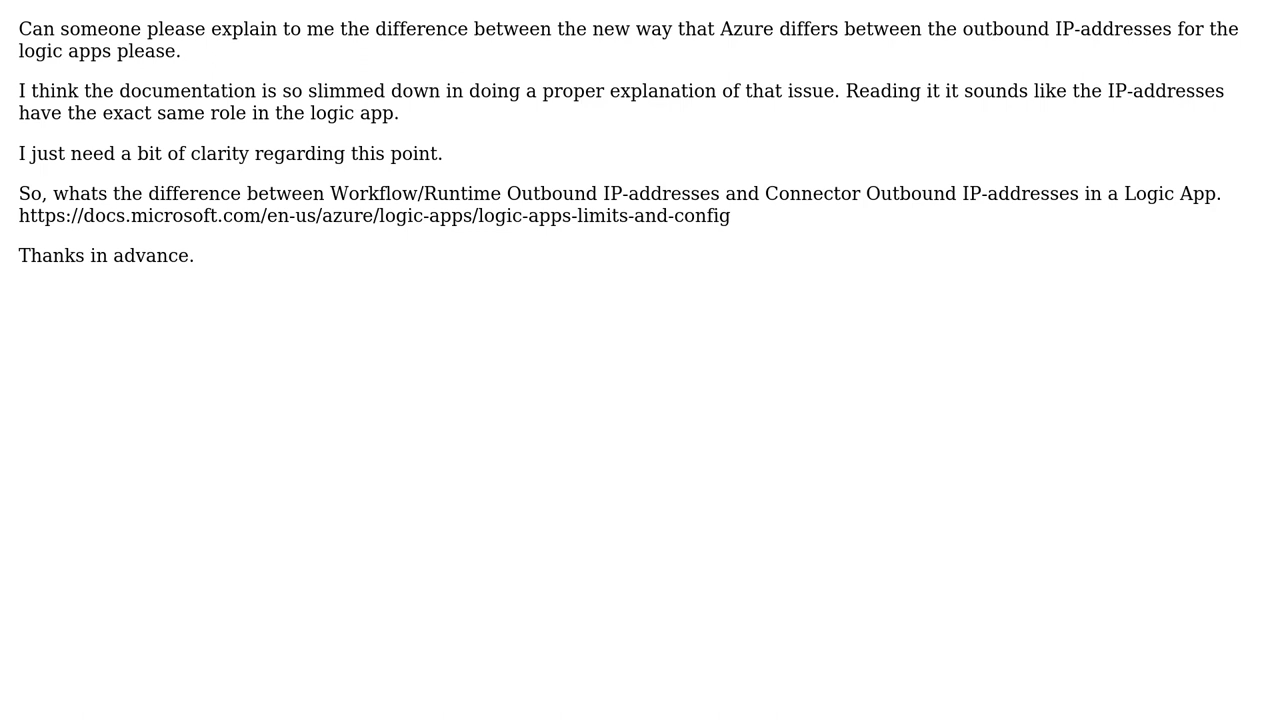 Can someone please explain to me the difference between the new way that Azure differs between the outbound IP-addresses for the
logic apps please.
I think the documentation is so slimmed down in doing a proper explanation of that issue. Reading it it sounds like the IP-addresses
have the exact same role in the logic app.
I just need a bit of clarity regarding this point.
So, whats the difference between Workflow/Runtime Outbound IP-addresses and Connector Outbound IP-addresses in a Logic App.
https://docs.microsoft.com/en-us/azure/logic-apps/logic-apps-limits-and-config
Thanks in advance.